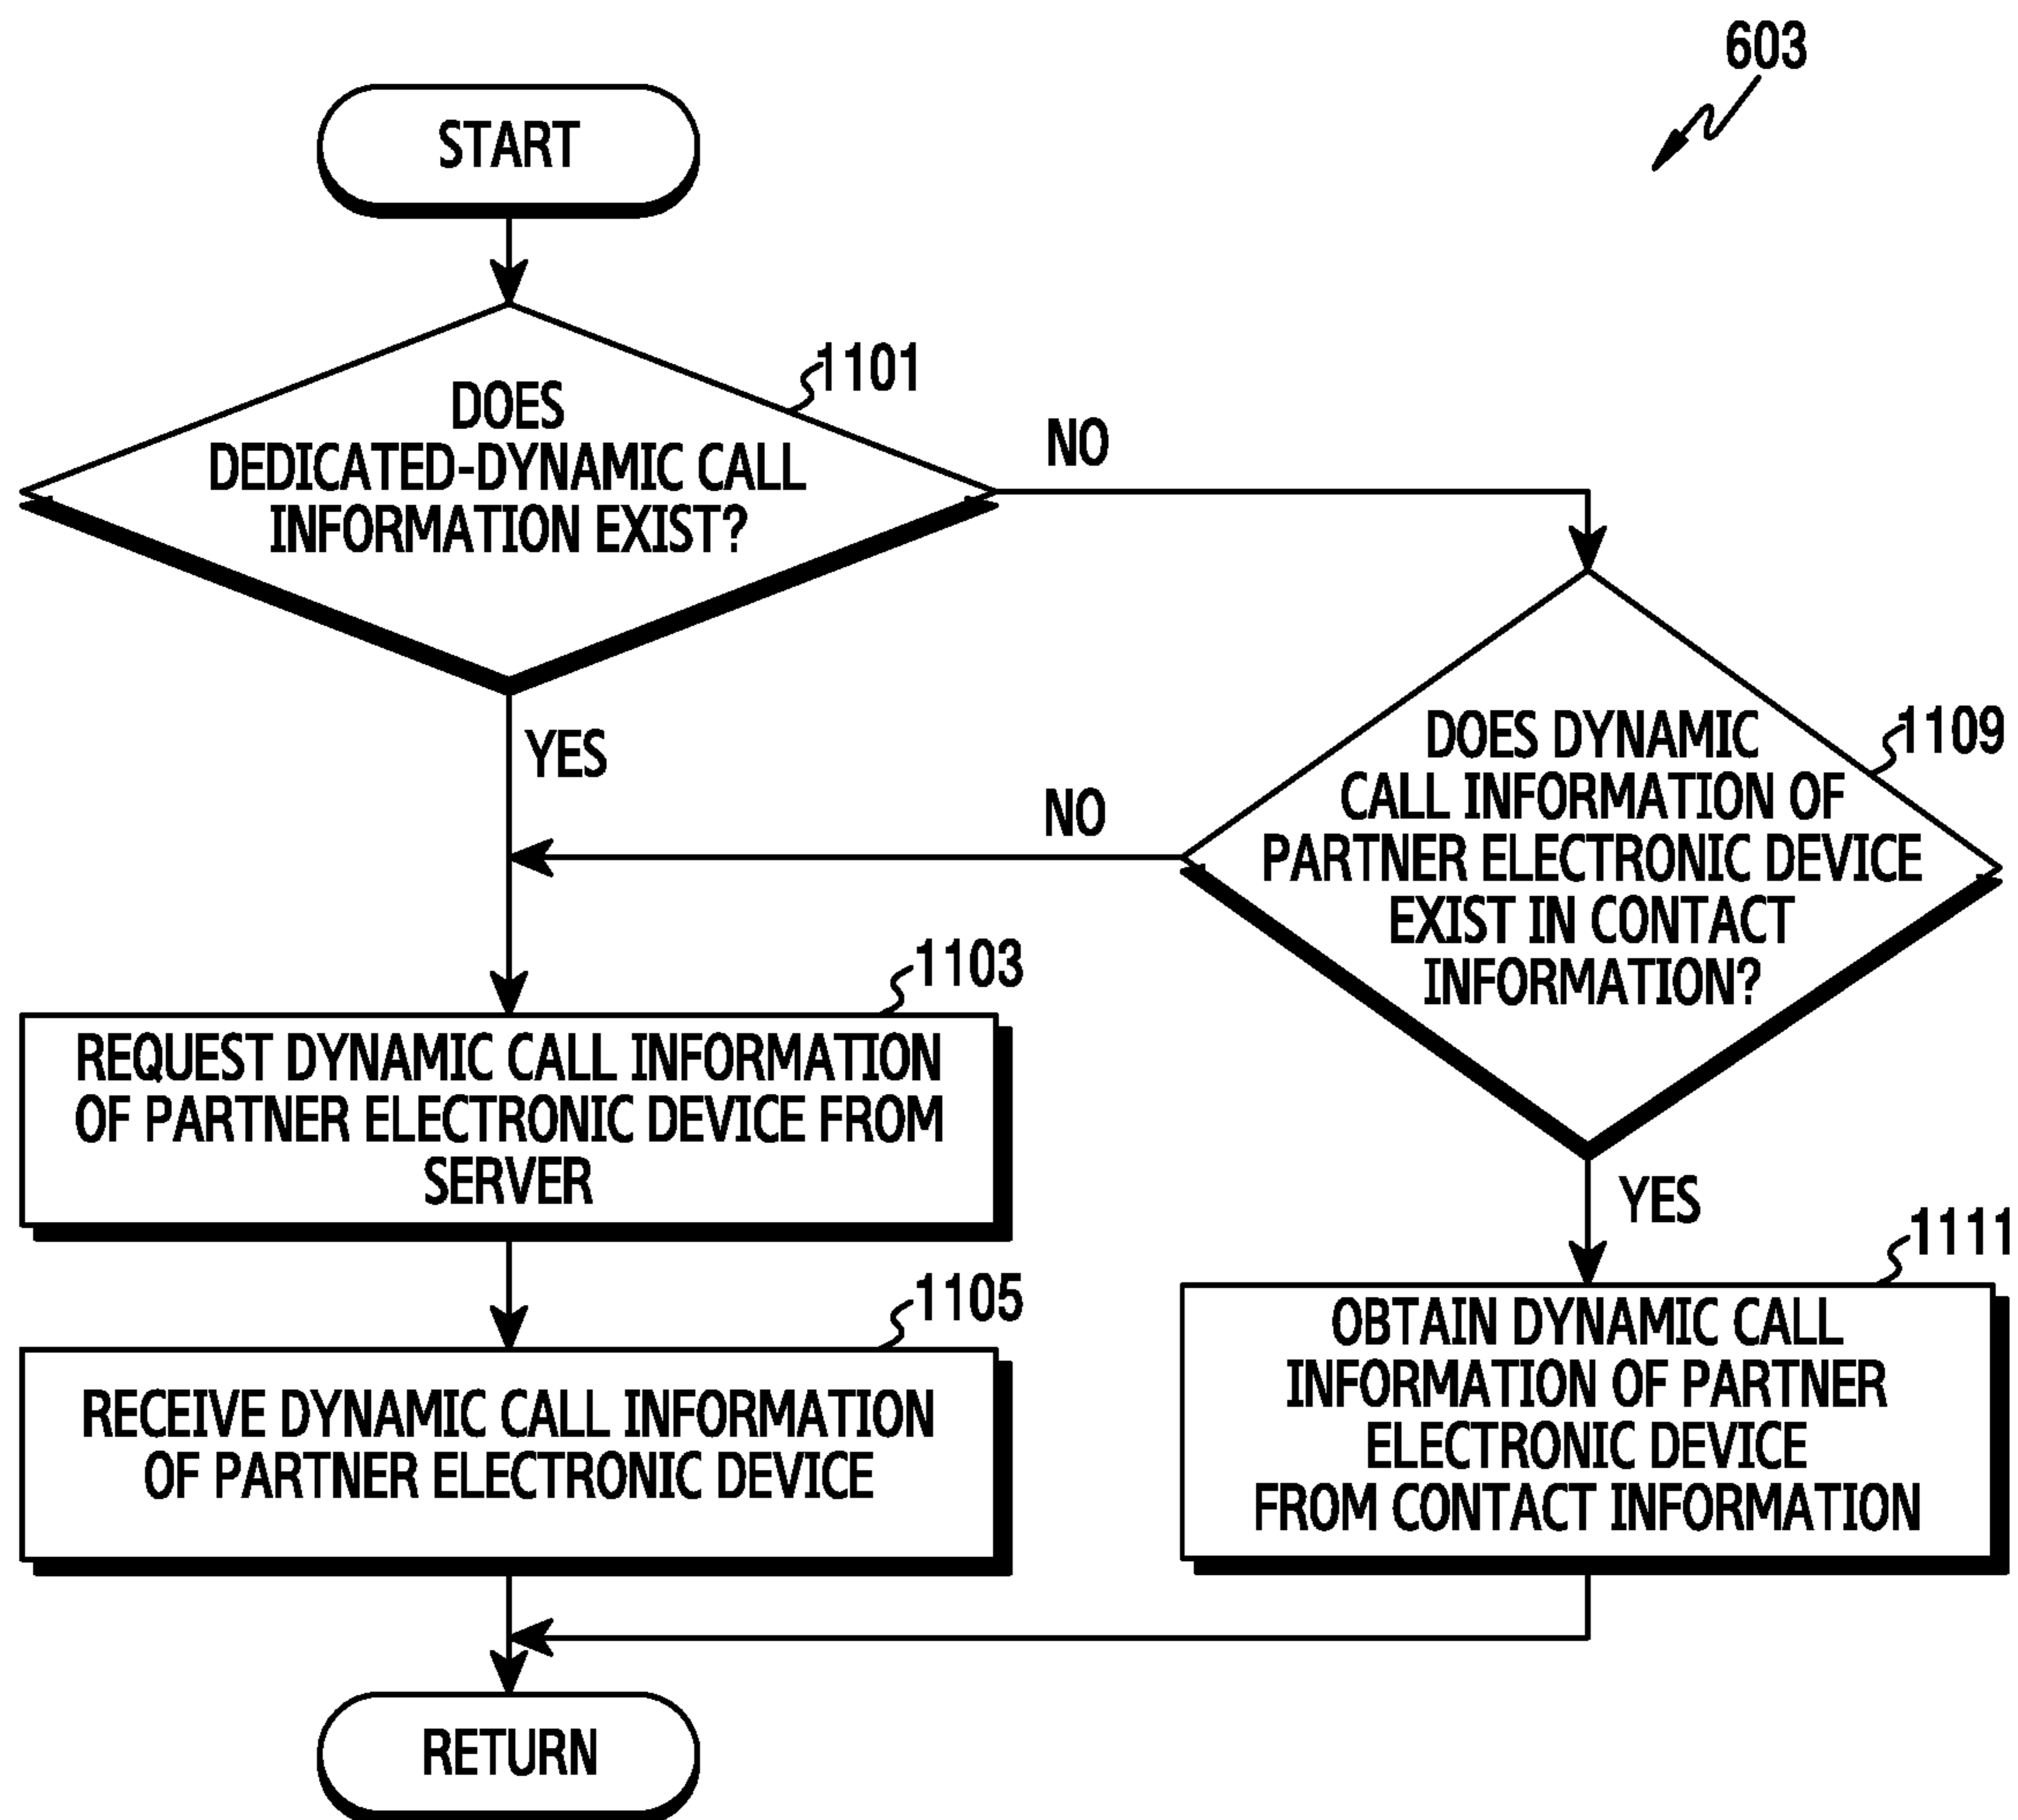 603
START
1101
DOES
DEDICATED-DYNAMIC CALL
INFORMATION EXIST?
NO
YES
1109
DOES DYNAMIC
CALL INFORMATION OF
PARTNER ELECTRONIC DEVICE
EXIST IN CONTACT
INFORMATION?
NO
YES
1103
REQUEST DYNAMIC CALL INFORMATION
OF PARTNER ELECTRONIC DEVICE FROM
SERVER
1105
RECEIVE DYNAMIC CALL INFORMATION
OF PARTNER ELECTRONIC DEVICE
1111
OBTAIN DYNAMIC CALL
INFORMATION OF PARTNER
ELECTRONIC DEVICE
FROM CONTACT INFORMATION
RETURN